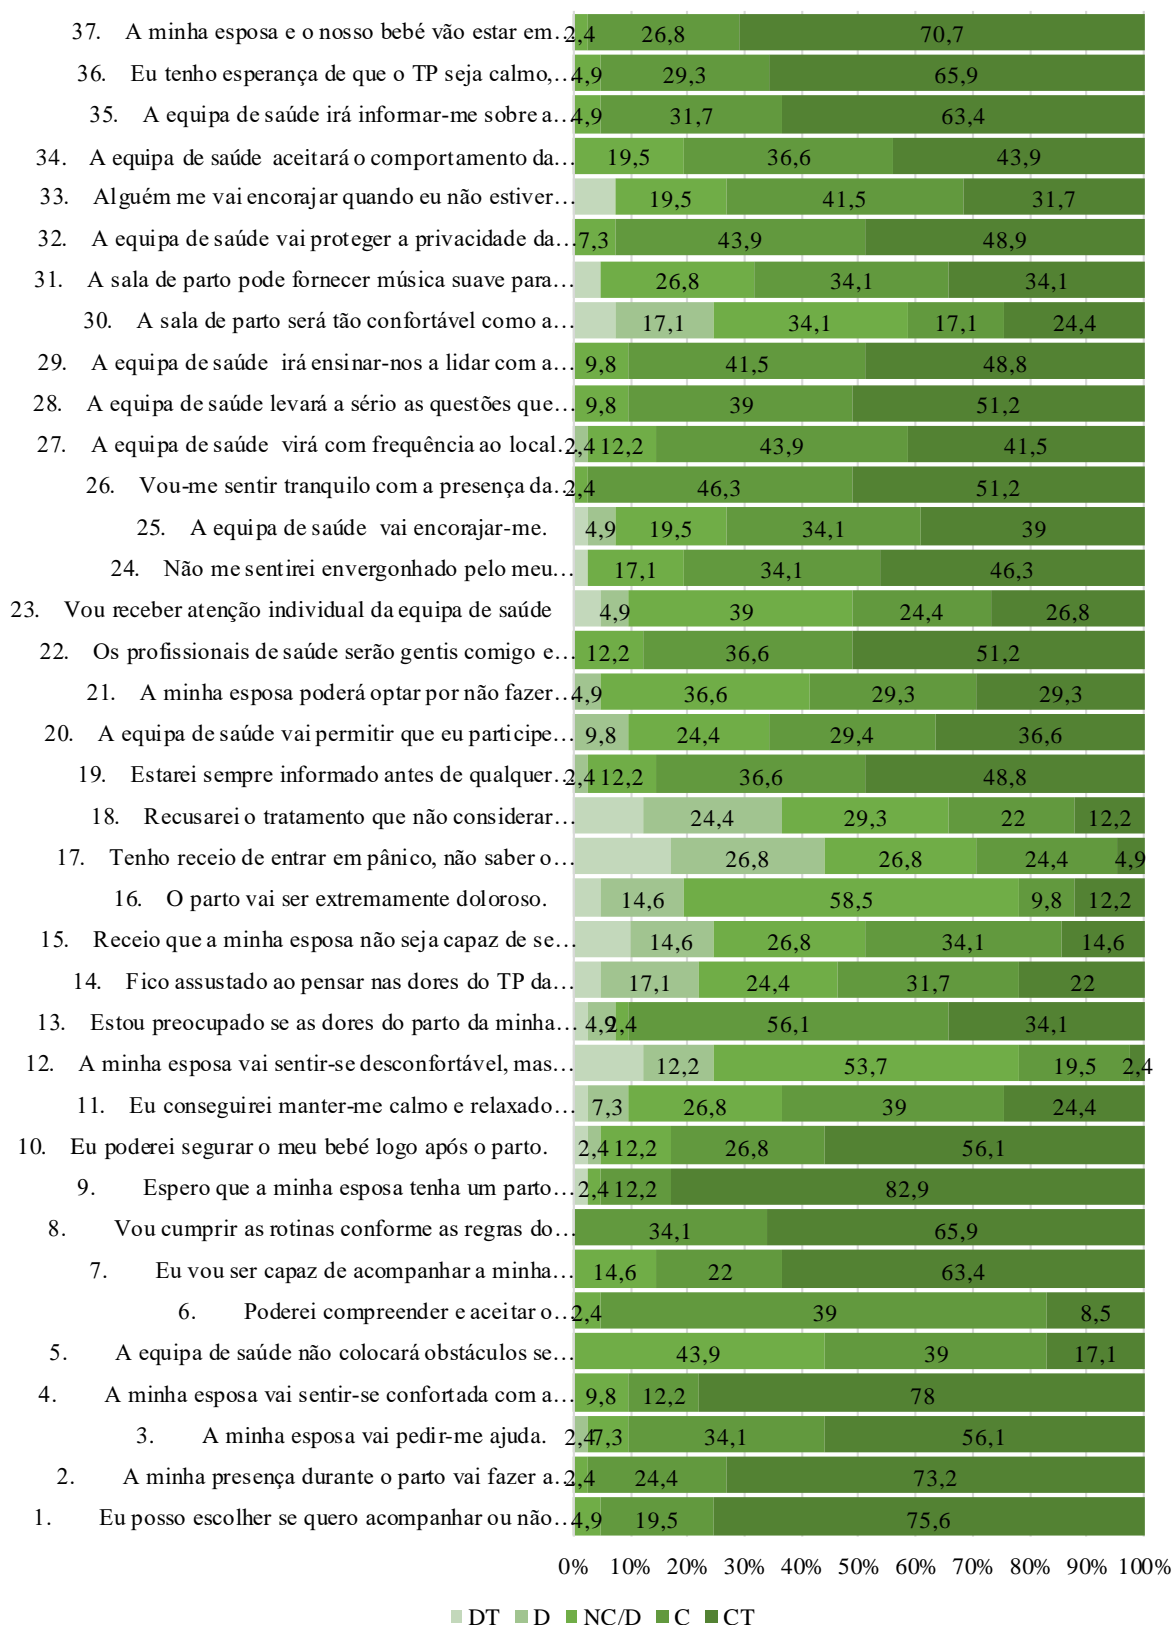 37. A minha esposa e o nosso bebé vão estar em… 2,4 26,8 70,7
36. Eu tenho esperança de que o TP seja calmo,… 4,9 29,3 65,9
35. A equipa de saúde irá informar-me sobre a… 4,9 31,7 63,4
34. A equipa de saúde aceitará o comportamento da… 19,5 36,6 43,9
33. Alguém me vai encorajar quando eu não estiver… 19,5 41,5 31,7
32. A equipa de saúde vai proteger a privacidade da… 7,3 43,9 48,9
31. A sala de parto pode fornecer música suave para… 26,8 34,1 34,1
30. A sala de parto será tão confortável como a… 17,1 34,1 17,1 24,4
29. A equipa de saúde irá ensinar-nos a lidar com a… 9,8 41,5 48,8
28. A equipa de saúde levará a sério as questões que… 9,8 39 51,2
27. A equipa de saúde virá com frequência ao local… 2,4 12,2 43,9 41,5
26. Vou-me sentir tranquilo com a presença da… 2,4 46,3 51,2
25. A equipa de saúde vai encorajar-me. 4,9 19,5 34,1 39
24. Não me sentirei envergonhado pelo meu… 17,1 34,1 46,3
23. Vou receber atenção individual da equipa de saúde 4,9 39 24,4 26,8
22. Os profissionais de saúde serão gentis comigo e… 12,2 36,6 51,2
21. A minha esposa poderá optar por não fazer… 4,9 36,6 29,3 29,3
20. A equipa de saúde vai permitir que eu participe… 9,8 24,4 29,4 36,6
19. Estarei sempre informado antes de qualquer… 2,4 12,2 36,6 48,8
18. Recusarei o tratamento que não considerar… 24,4 29,3 22 12,2
17. Tenho receio de entrar em pânico, não saber o… 26,8 26,8 24,4 4,9
16. O parto vai ser extremamente doloroso. 14,6 58,5 9,8 12,2
15. Receio que a minha esposa não seja capaz de se… 14,6 26,8 34,1 14,6
14. Fico assustado ao pensar nas dores do TP da… 17,1 24,4 31,7 22
13. Estou preocupado se as dores do parto da minha… 4,9 2,4 56,1 34,1
12. A minha esposa vai sentir-se desconfortável, mas… 12,2 53,7 19,5 2,4
11. Eu conseguirei manter-me calmo e relaxado… 7,3 26,8 39 24,4
10. Eu poderei segurar o meu bebé logo após o parto. 2,4 12,2 26,8 56,1
9. Espero que a minha esposa tenha um parto… 2,4 12,2 82,9
8. Vou cumprir as rotinas conforme as regras do… 34,1 65,9
7. Eu vou ser capaz de acompanhar a minha… 14,6 22 63,4
6. Poderei compreender e aceitar o… 2,4 39 8,5
5. A equipa de saúde não colocará obstáculos se… 43,9 39 17,1
4. A minha esposa vai sentir-se confortada com a… 9,8 12,2 78
3. A minha esposa vai pedir-me ajuda. 2,4 7,3 34,1 56,1
2. A minha presença durante o parto vai fazer a… 2,4 24,4 73,2
1. Eu posso escolher se quero acompanhar ou não… 4,9 19,5 75,6
0% 10% 20% 30% 40% 50% 60% 70% 80% 90% 100%
DT D NC/D C CT